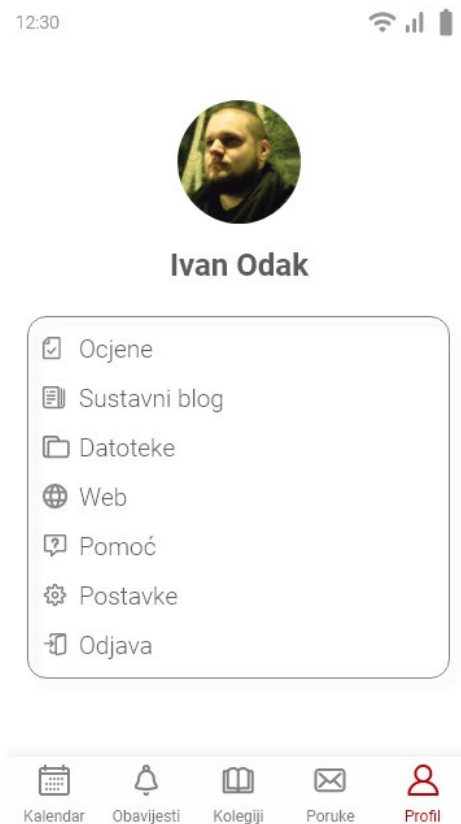 12:30
Ivan Odak
Ocjene
Sustavni blog
Datoteke
Web
Pomoć
Postavke
Odjava
Kalendar Obavijesti Kolegiji Poruke Profil